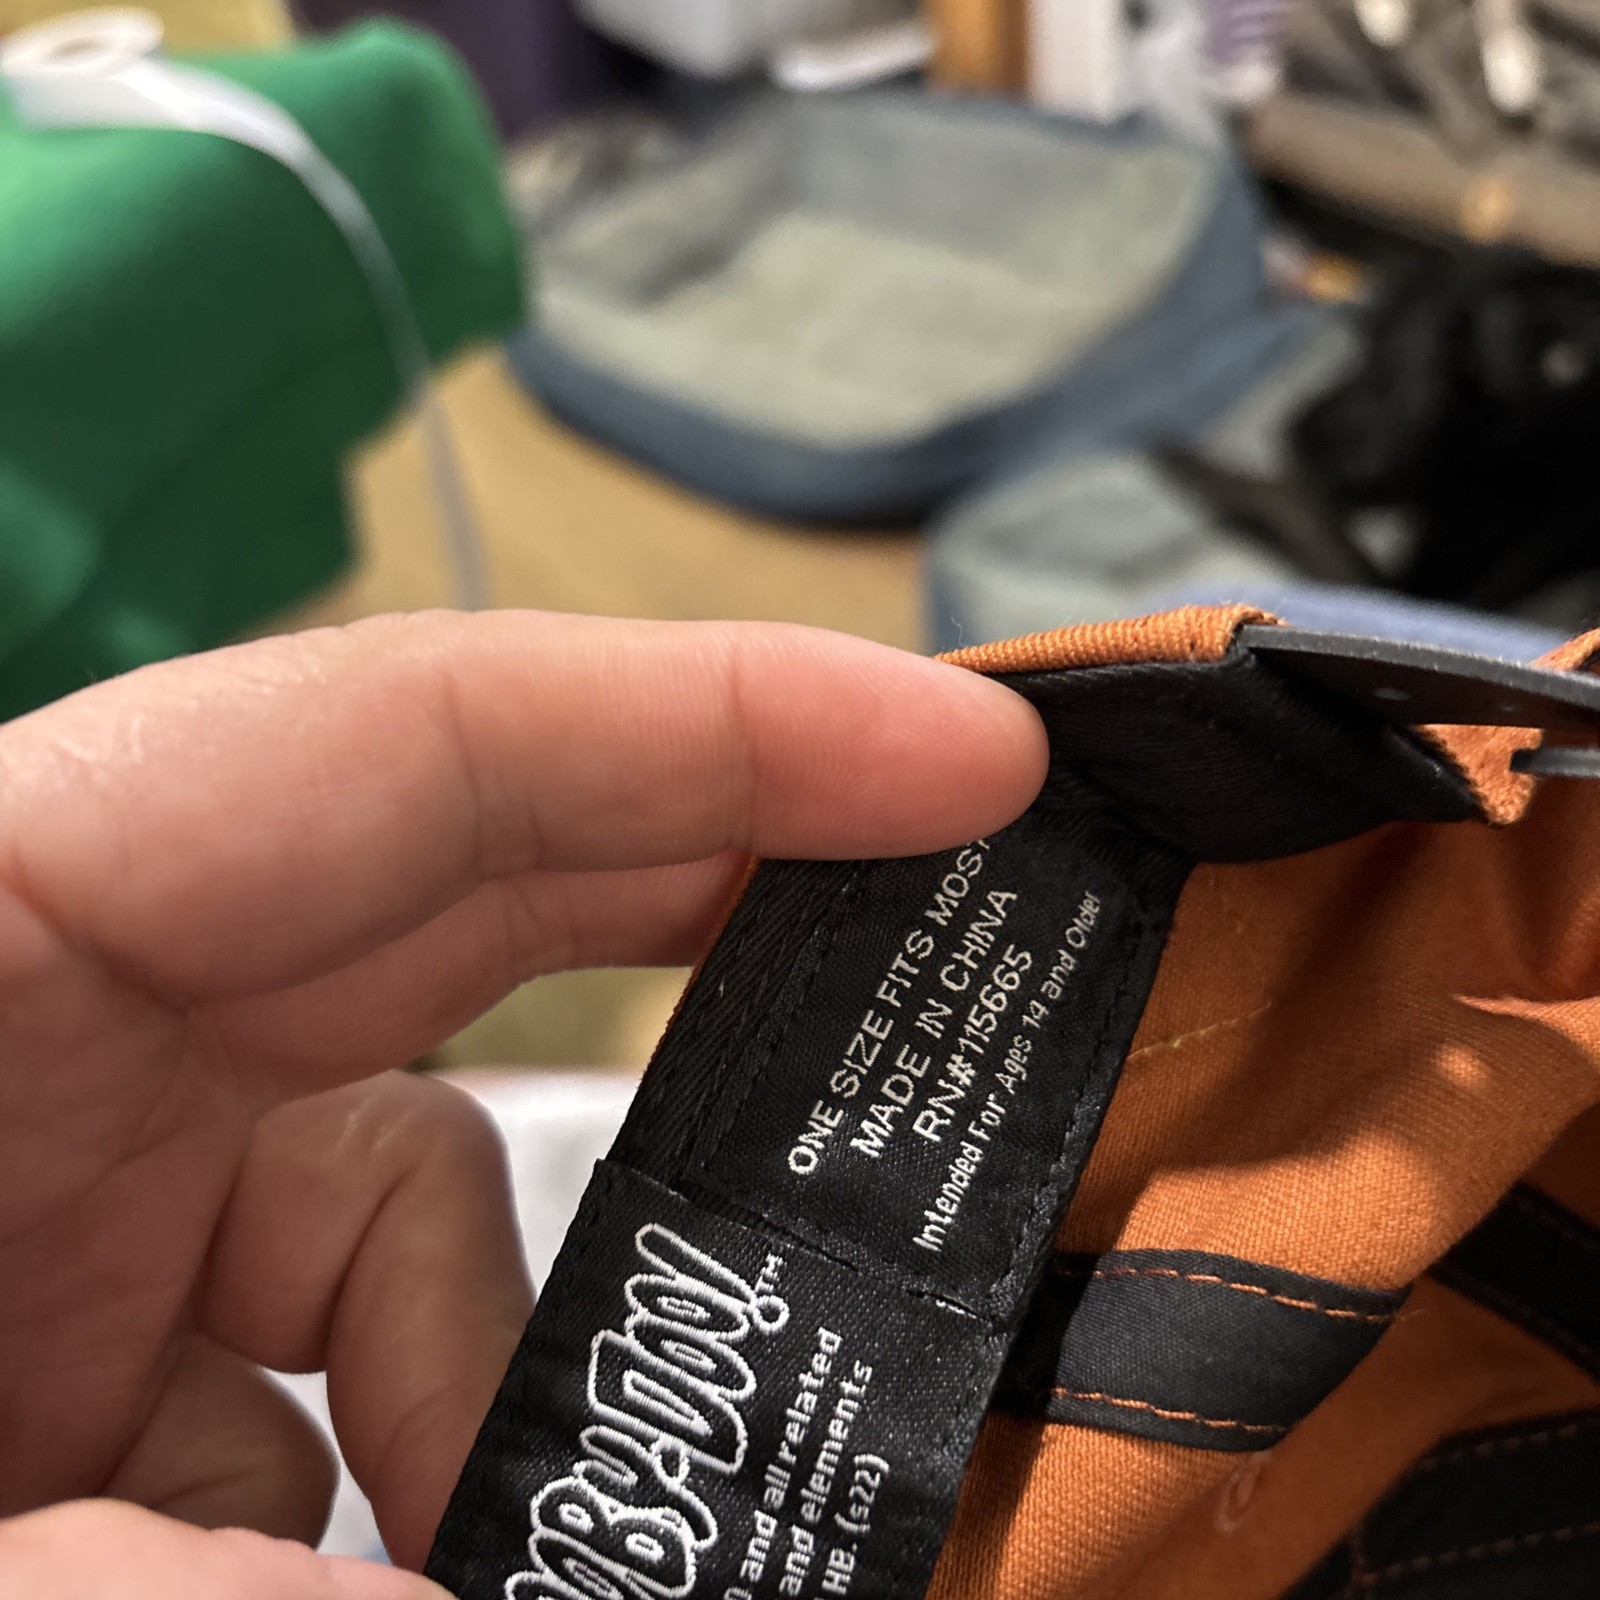 ONE SIZE FITS MOST
MADE IN CHINA
RN#115665
Intended For Ages 14 and Older
TM
and all related
and elements
HB. (s22)